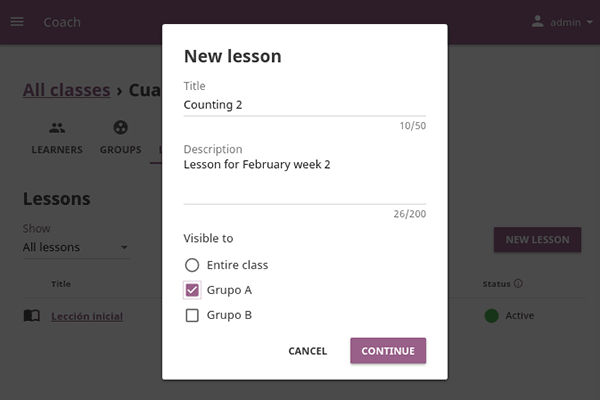 Coach
admin
New lesson
Title
Counting 2
10/50
Description
Lesson for February week 2
26/200
Visible to
Entire class
Grupo A
Grupo B
CANCEL
CONTINUE
All classes › Cua
LEARNERS
GROUPS
Lessons
Show
All lessons
NEW LESSON
Title
Status
Lección inicial
Active